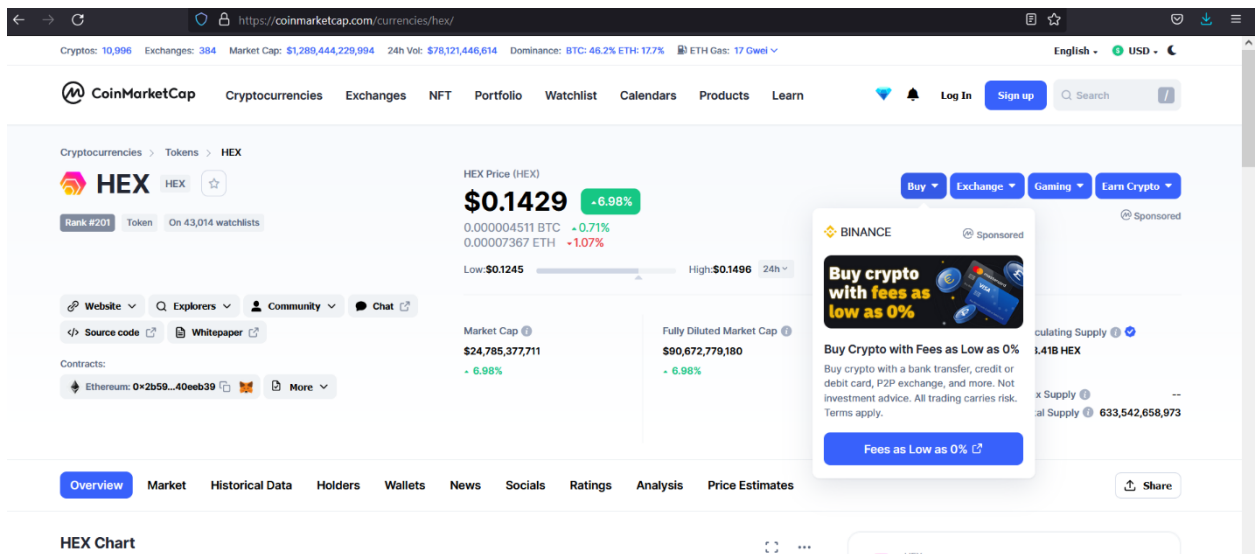 https://coinmarketcap.com/currencies/hex/
Cryptos: 10,996 Exchanges: 384 Market Cap: $1,289,444,229,994 24h Vol: $78,121,446,614 Dominance: BTC: 46.2% ETH: 17.7% ETH Gas: 17 Gwei English USD
CoinMarketCap Cryptocurrencies Exchanges NFT Portfolio Watchlist Calendars Products Learn Log In Sign up Search /
Cryptocurrencies > Tokens > HEX
HEX HEX
Rank #201 Token On 43,014 watchlists
Website Explorers Community Chat
Source code Whitepaper
Contracts:
Ethereum: 0x2b59...40eeb39 More
HEX Price (HEX)
$0.1429 6.98%
0.000004511 BTC 0.71%
0.00007367 ETH 1.07%
Low:$0.1245 High:$0.1496 24h
Market Cap
$24,785,377,711
6.98%
Fully Diluted Market Cap
$90,672,779,180
6.98%
Buy Exchange Gaming Earn Crypto
Sponsored
BINANCE Sponsored
Buy crypto
with fees as
low as 0%
Buy Crypto with Fees as Low as 0%
Buy crypto with a bank transfer, credit or
debit card, P2P exchange, and more. Not
investment advice. All trading carries risk.
Terms apply.
Fees as Low as 0%
culating Supply
.41B HEX
x Supply --
al Supply 633,542,658,973
Overview Market Historical Data Holders Wallets News Socials Ratings Analysis Price Estimates Share
HEX Chart